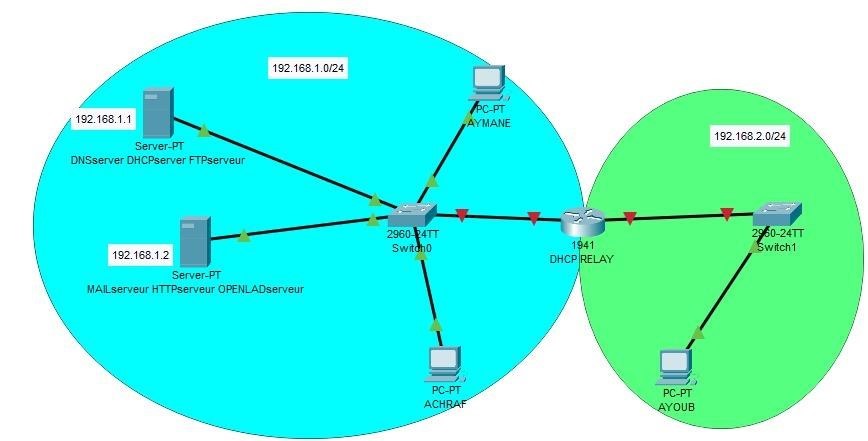 192.168.1.0/24
192.168.1.1
Server-PT
DNSserver DHCPserver FTPserveur
PC-PT
AYMANE
192.168.1.2
Server-PT
MAILserveur HTTPserveur OPENLADserveur
2960-24TT
Switch0
1941
DHCP RELAY
PC-PT
ACHRAF
192.168.2.0/24
2960-24TT
Switch1
PC-PT
AYOUB